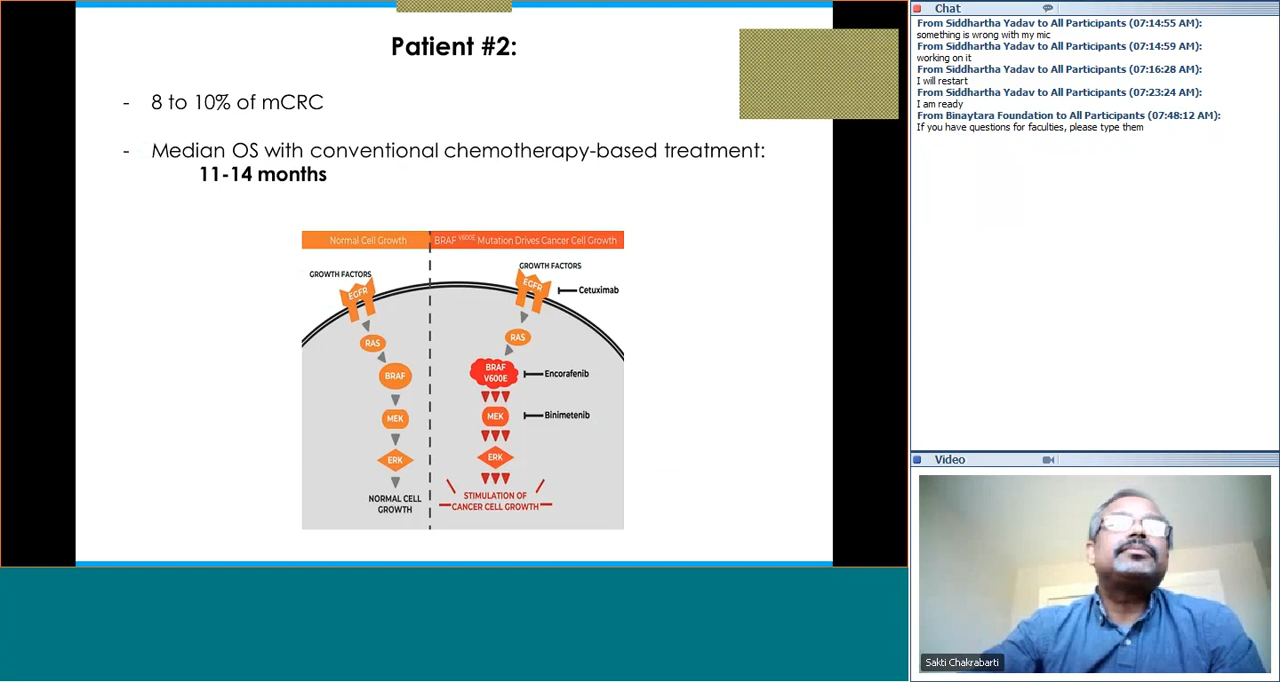 Patient #2:
- 8 to 10% of mCRC
- Median OS with conventional chemotherapy-based treatment:
11-14 months
Normal Cell Growth
BRAF V600E Mutation Drives Cancer Cell Growth
GROWTH FACTORS
EGFR
RAS
BRAF
MEK
ERK
NORMAL CELL
GROWTH
GROWTH FACTORS
EGFR
Cetuximab
RAS
BRAF
V600E
Encorafenib
MEK
Binimetenib
ERK
STIMULATION OF
CANCER CELL GROWTH
Chat
From Siddhartha Yadav to All Participants (07:14:55 AM):
something is wrong with my mic
From Siddhartha Yadav to All Participants (07:14:59 AM):
working on it
From Siddhartha Yadav to All Participants (07:16:28 AM):
I will restart
From Siddhartha Yadav to All Participants (07:23:24 AM):
I am ready
From Binaytara Foundation to All Participants (07:48:12 AM):
If you have questions for faculties, please type them
Video
Sakti Chakrabarti